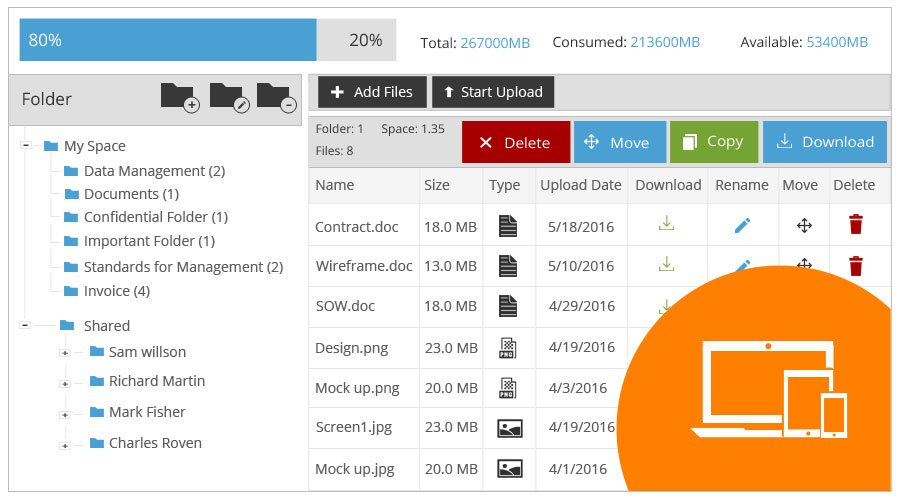 80% 20% Total: 267000MB Consumed: 213600MB Available: 53400MB
Folder
My Space
Data Management (2)
Documents (1)
Confidential Folder (1)
Important Folder (1)
Standards for Management (2)
Invoice (4)
Shared
Sam willson
Richard Martin
Mark Fisher
Charles Roven
Add Files Start Upload
Folder: 1 Space: 1.35
Files: 8
Delete Move Copy Download
Name Size Type Upload Date Download Rename Move Delete
Contract.doc 18.0 MB 5/18/2016
Wireframe.doc 13.0 MB 5/10/2016
SOW.doc 18.0 MB 4/29/2016
Design.png 23.0 MB PNG 4/19/2016
Mock up.png 20.0 MB PNG 4/3/2016
Screen1.jpg 23.0 MB 4/19/2016
Mock up.jpg 20.0 MB 4/1/2016